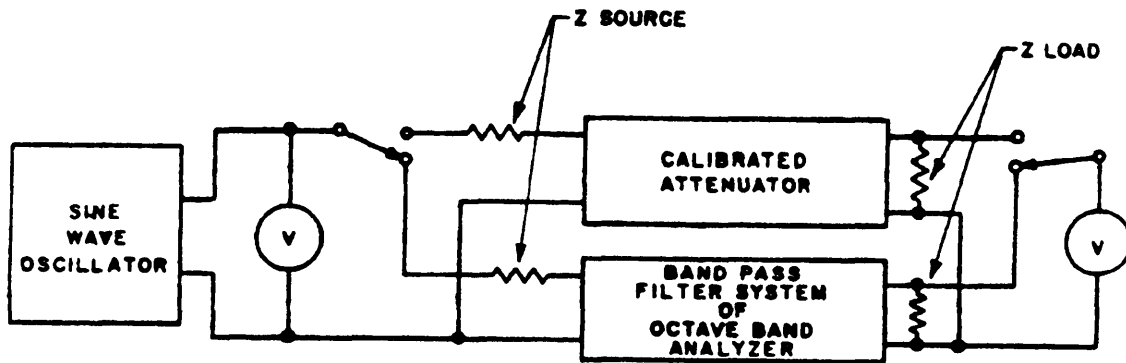 Z SOURCE
Z LOAD
SINE
WAVE
OSCILLATOR
V
CALIBRATED
ATTENUATOR
V
BAND PASS
FILTER SYSTEM
OF
OCTAVE BAND
ANALYZER